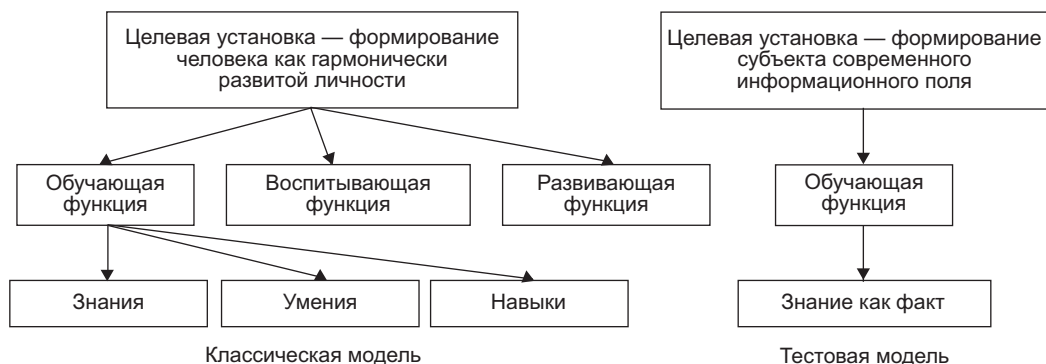 Целевая установка — формирование
человека как гармонически
развитой личности
Целевая установка — формирование
субъекта современного
информационного поля
Обучающая
функция
Воспитывающая
функция
Развивающая
функция
Обучающая
функция
Знания
Умения
Навыки
Знание как факт
Классическая модель
Тестовая модель